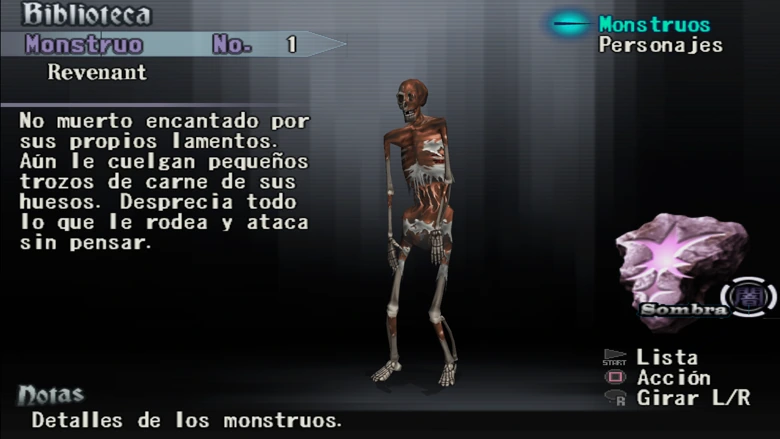 Biblioteca
Monstruo No. 1
Revenant
No muerto encantado por
sus propios lamentos.
Aún le cuelgan pequeños
trozos de carne de sus
huesos. Desprecia todo
lo que le rodea y ataca
sin pensar.
Monstruos
Personajes
闇
Sombra
START Lista
Acción
R Girar L/R
Notas
Detalles de los monstruos.